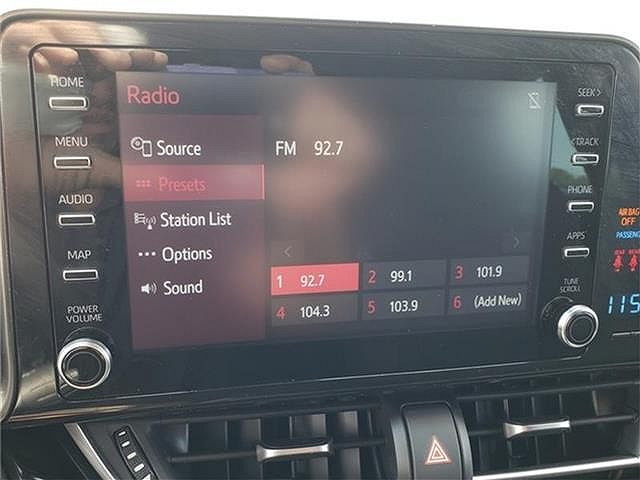 HOME
MENU
AUDIO
MAP
POWER
VOLUME
Radio
Source
Presets
Station List
Options
Sound
FM 92.7
1 92.7
2 99.1
3 101.9
4 104.3
5 103.9
6 (Add New)
SEEK>
<TRACK
PHONE
APPS
TUNE
SCROLL
AIR BAG
OFF
PASSENG
115